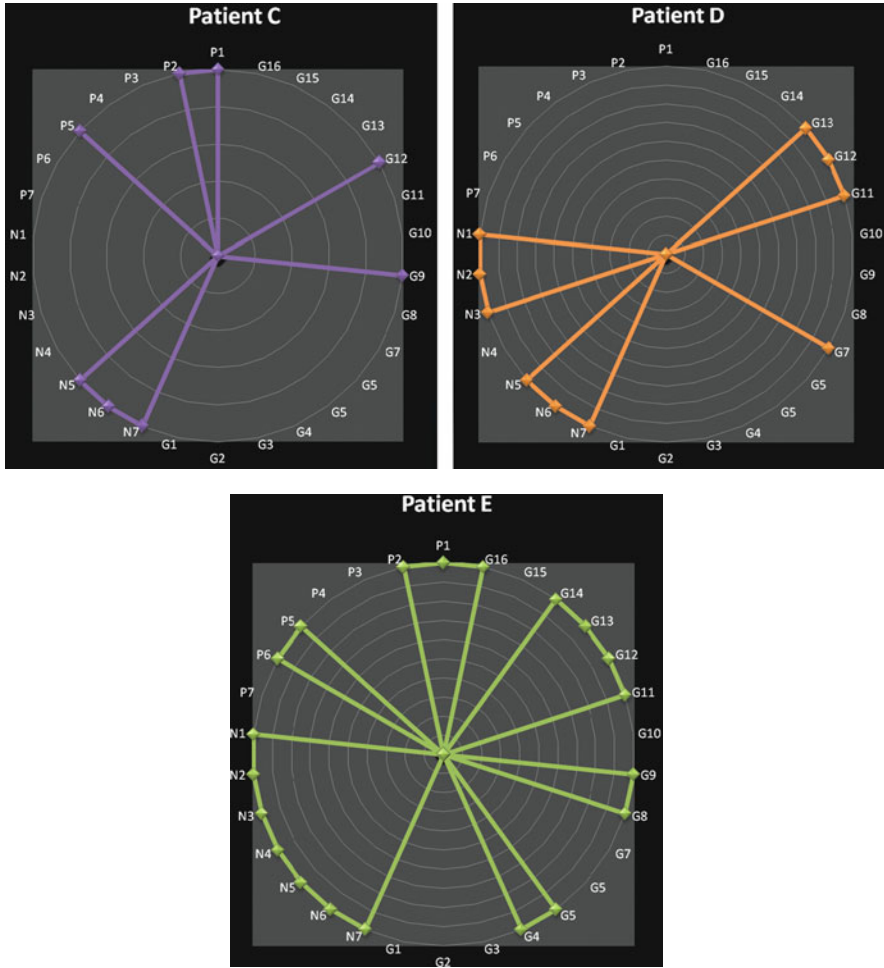 Patient C
P1
P2
P3
P4
P5
P6
P7
N1
N2
N3
N4
N5
N6
N7
G1
G2
G3
G4
G5
G5
G7
G8
G9
G10
G11
G12
G13
G14
G15
G16
Patient D
P1
P2
P3
P4
P5
P6
P7
N1
N2
N3
N4
N5
N6
N7
G1
G2
G3
G4
G5
G5
G7
G8
G9
G10
G11
G12
G13
G14
G15
G16
Patient E
P1
P2
P3
P4
P5
P6
P7
N1
N2
N3
N4
N5
N6
N7
G1
G2
G3
G4
G5
G5
G7
G8
G9
G10
G11
G12
G13
G14
G15
G16